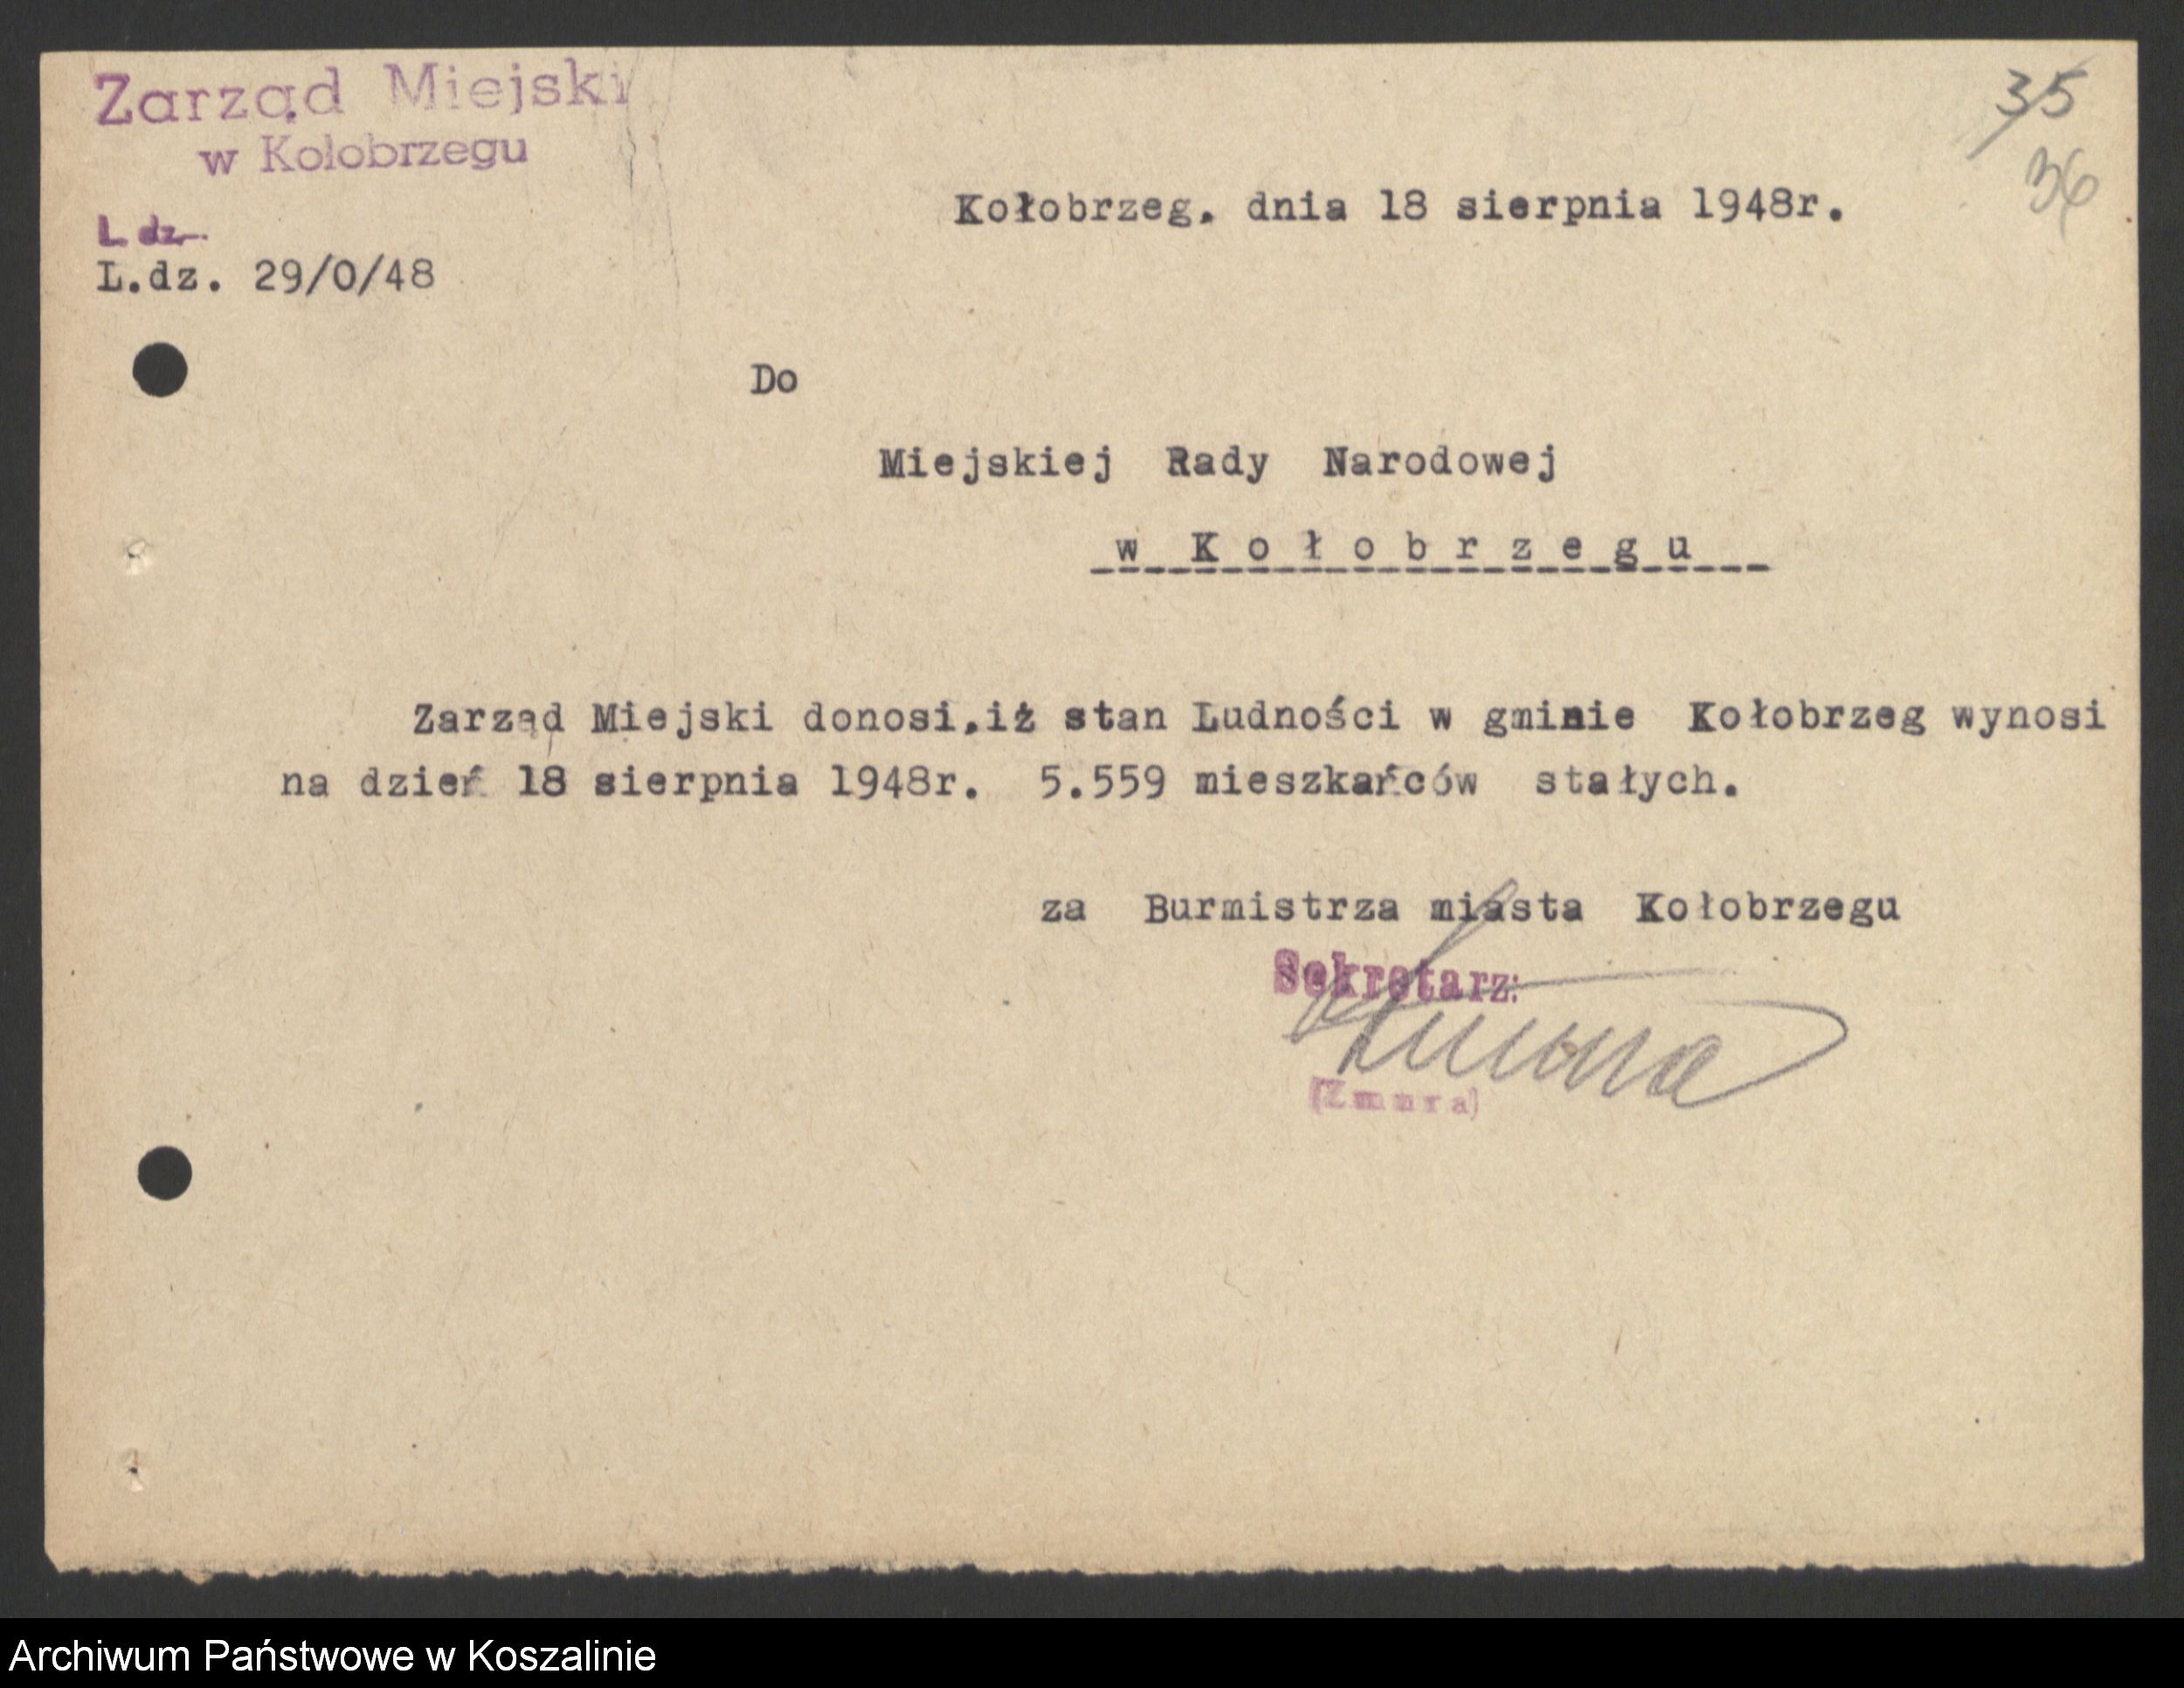 Zarząd Miejski
w Kołobrzegu
35
36
Kołobrzeg, dnia 18 sierpnia 1948r.
L. dz.
L.dz. 29/0/48
Do
Miejskiej Rady Narodowej
w Kołobrzegu
Zarząd Miejski donosi,iż stan Ludności w gminie Kołobrzeg wynosi
na dzień 18 sierpnia 1948r. 5.559 mieszkańców stałych.
za Burmistrza miasta Kołobrzegu
Sekretarz:
(Żmura)
Archiwum Państwowe w Koszalinie